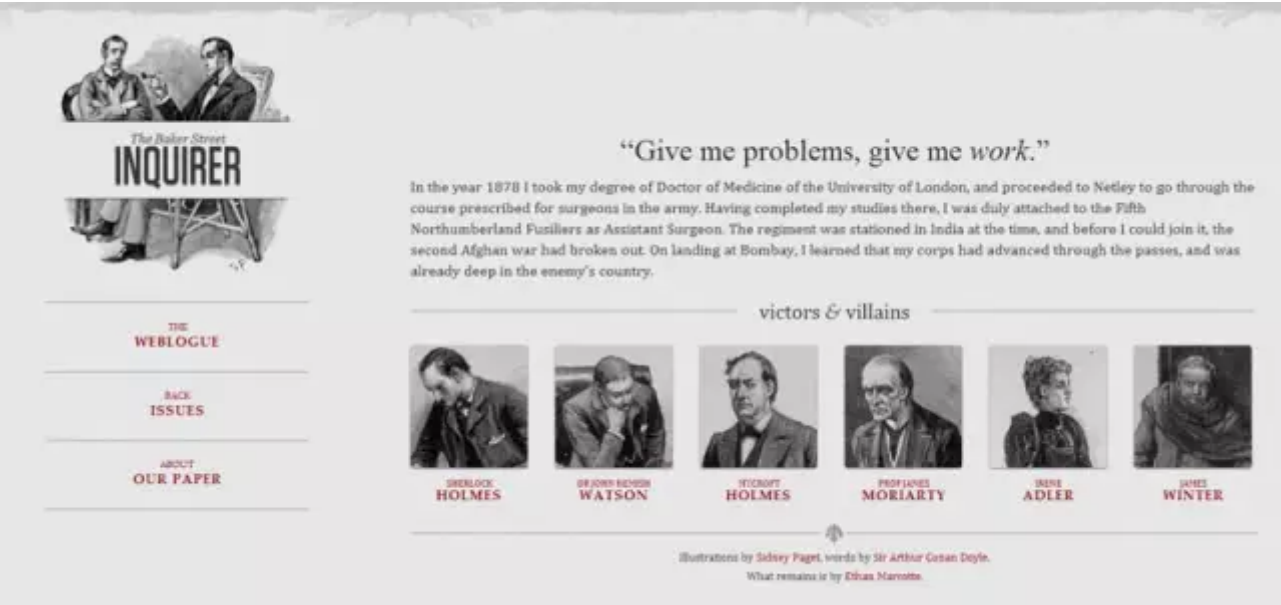 The Baker Street
INQUIRER
THE
WEBLOGUE
BACK
ISSUES
ABOUT
OUR PAPER
“Give me problems, give me work.”
In the year 1878 I took my degree of Doctor of Medicine of the University of London, and proceeded to Netley to go through the
course prescribed for surgeons in the army. Having completed my studies there, I was duly attached to the Fifth
Northumberland Fusiliers as Assistant Surgeon. The regiment was stationed in India at the time, and before I could join it, the
second Afghan war had broken out. On landing at Bombay, I learned that my corps had advanced through the passes, and was
already deep in the enemy’s country.
victors & villains
SHERLOCK
HOLMES
DR JOHN HEMISH
WATSON
MYCROFT
HOLMES
PROF JAMES
MORIARTY
IRENE
ADLER
JAMES
WINTER
Illustrations by Sidney Paget, words by Sir Arthur Conan Doyle.
What remains is by Ethan Marcotte.